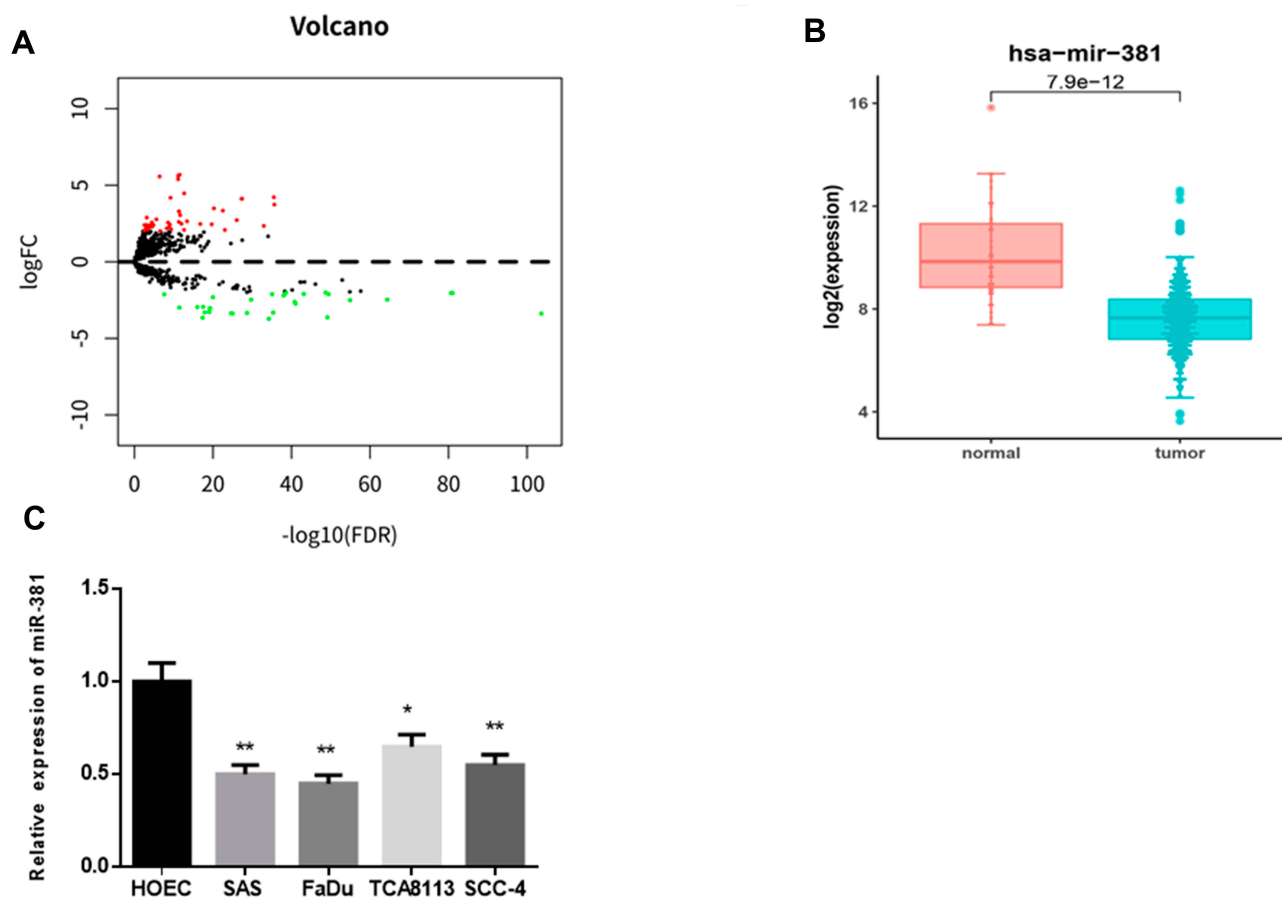 A
Volcano
logFC
10
5
0
-5
-10
0 20 40 60 80 100
-log10(FDR)
B
hsa-mir-381
7.9e-12
log2(expession)
16
12
8
4
normal tumor
C
Relative expression of miR-381
1.5
1.0
0.5
0.0
** ** * **
HOEC SAS FaDu TCA8113 SCC-4